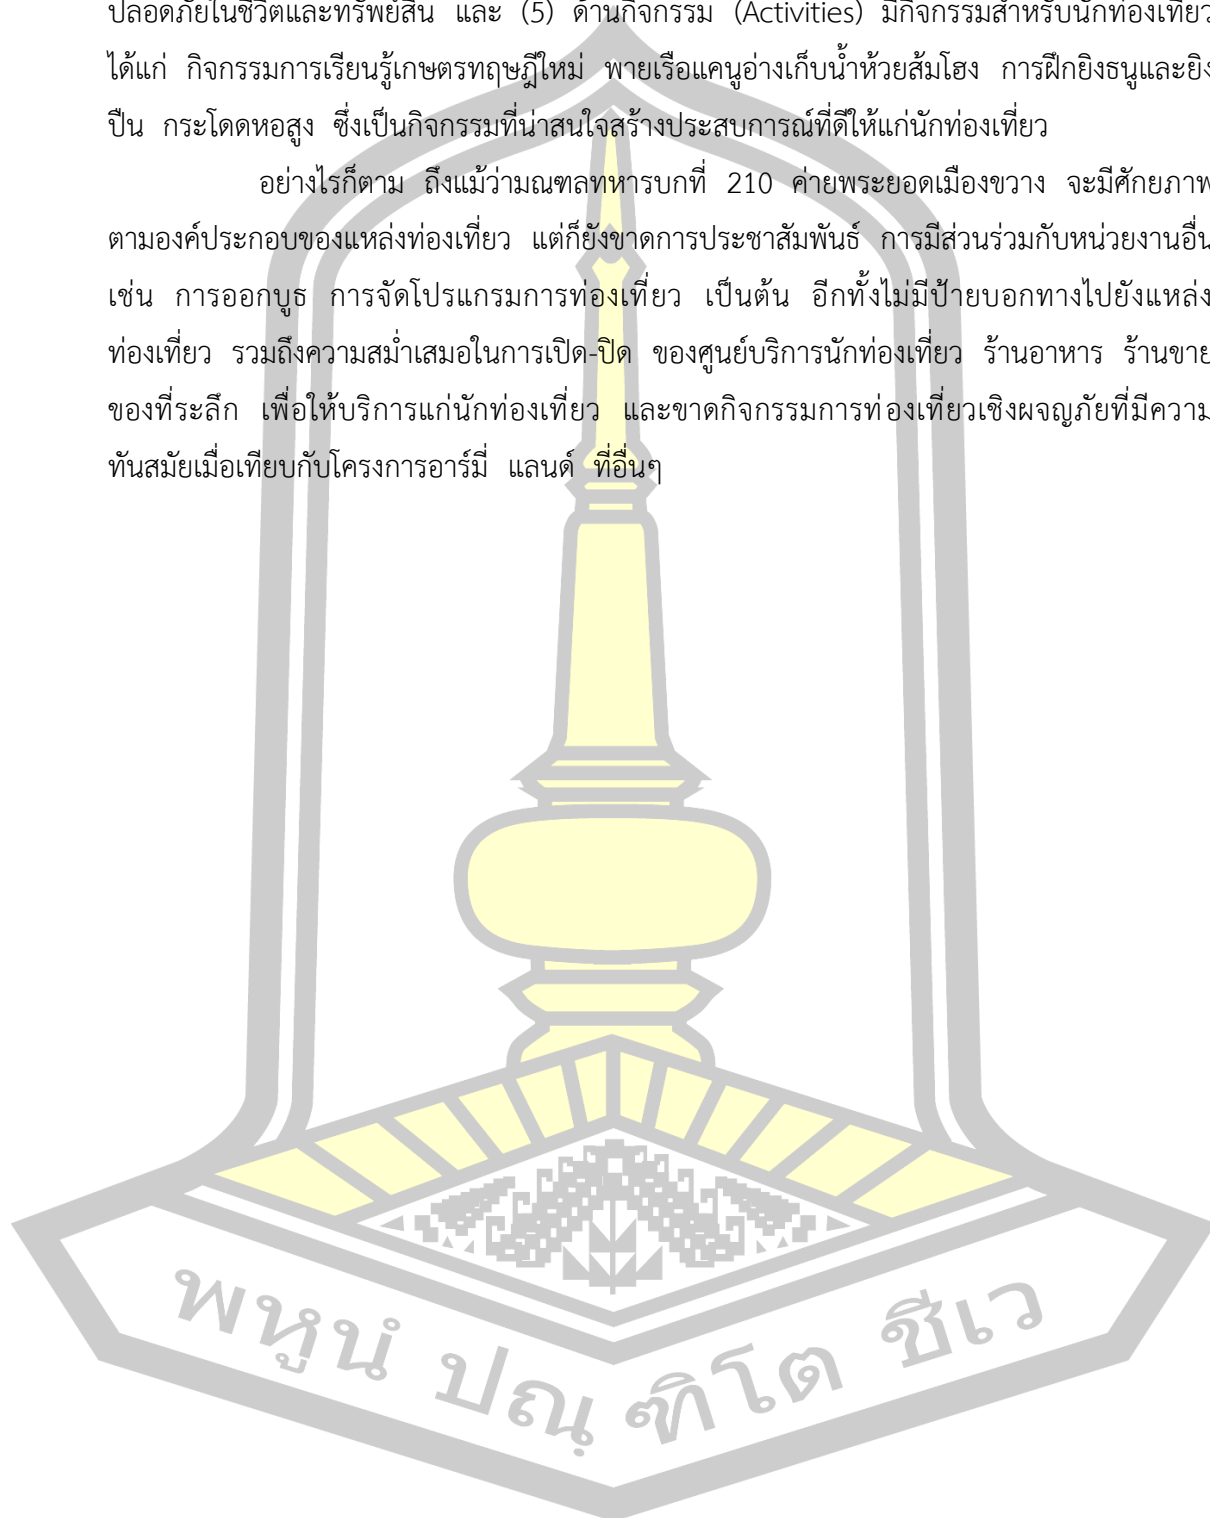 ปลอดภัยในชีวิตและทรัพย์สิน และ (5) ด้านกิจกรรม (Activities) มีกิจกรรมสำหรับนักท่องเที่ยว
ได้แก่ กิจกรรมการเรียนรู้เกษตรทฤษฎีใหม่ พายเรือแคนูอ่างเก็บน้ำห้วยส้มโฮง การฝึกยิงธนูและยิง
ปืน กระโดดหอสูง ซึ่งเป็นกิจกรรมที่น่าสนใจสร้างประสบการณ์ที่ดีให้แก่นักท่องเที่ยว
อย่างไรก็ตาม ถึงแม้ว่ามณฑลทหารบกที่ 210 ค่ายพระยอดเมืองขวาง จะมีศักยภาพ
ตามองค์ประกอบของแหล่งท่องเที่ยว แต่ก็ยังขาดการประชาสัมพันธ์ การมีส่วนร่วมกับหน่วยงานอื่น
เช่น การออกบูธ การจัดโปรแกรมการท่องเที่ยว เป็นต้น อีกทั้งไม่มีป้ายบอกทางไปยังแหล่ง
ท่องเที่ยว รวมถึงความสม่ำเสมอในการเปิด-ปิด ของศูนย์บริการนักท่องเที่ยว ร้านอาหาร ร้านขาย
ของที่ระลึก เพื่อให้บริการแก่นักท่องเที่ยว และขาดกิจกรรมการท่องเที่ยวเชิงผจญภัยที่มีความ
ทันสมัยเมื่อเทียบกับโครงการอาร์มี่ แลนด์ ที่อื่นๆ
พหูนํ ปณฺฑิโต ชีเว